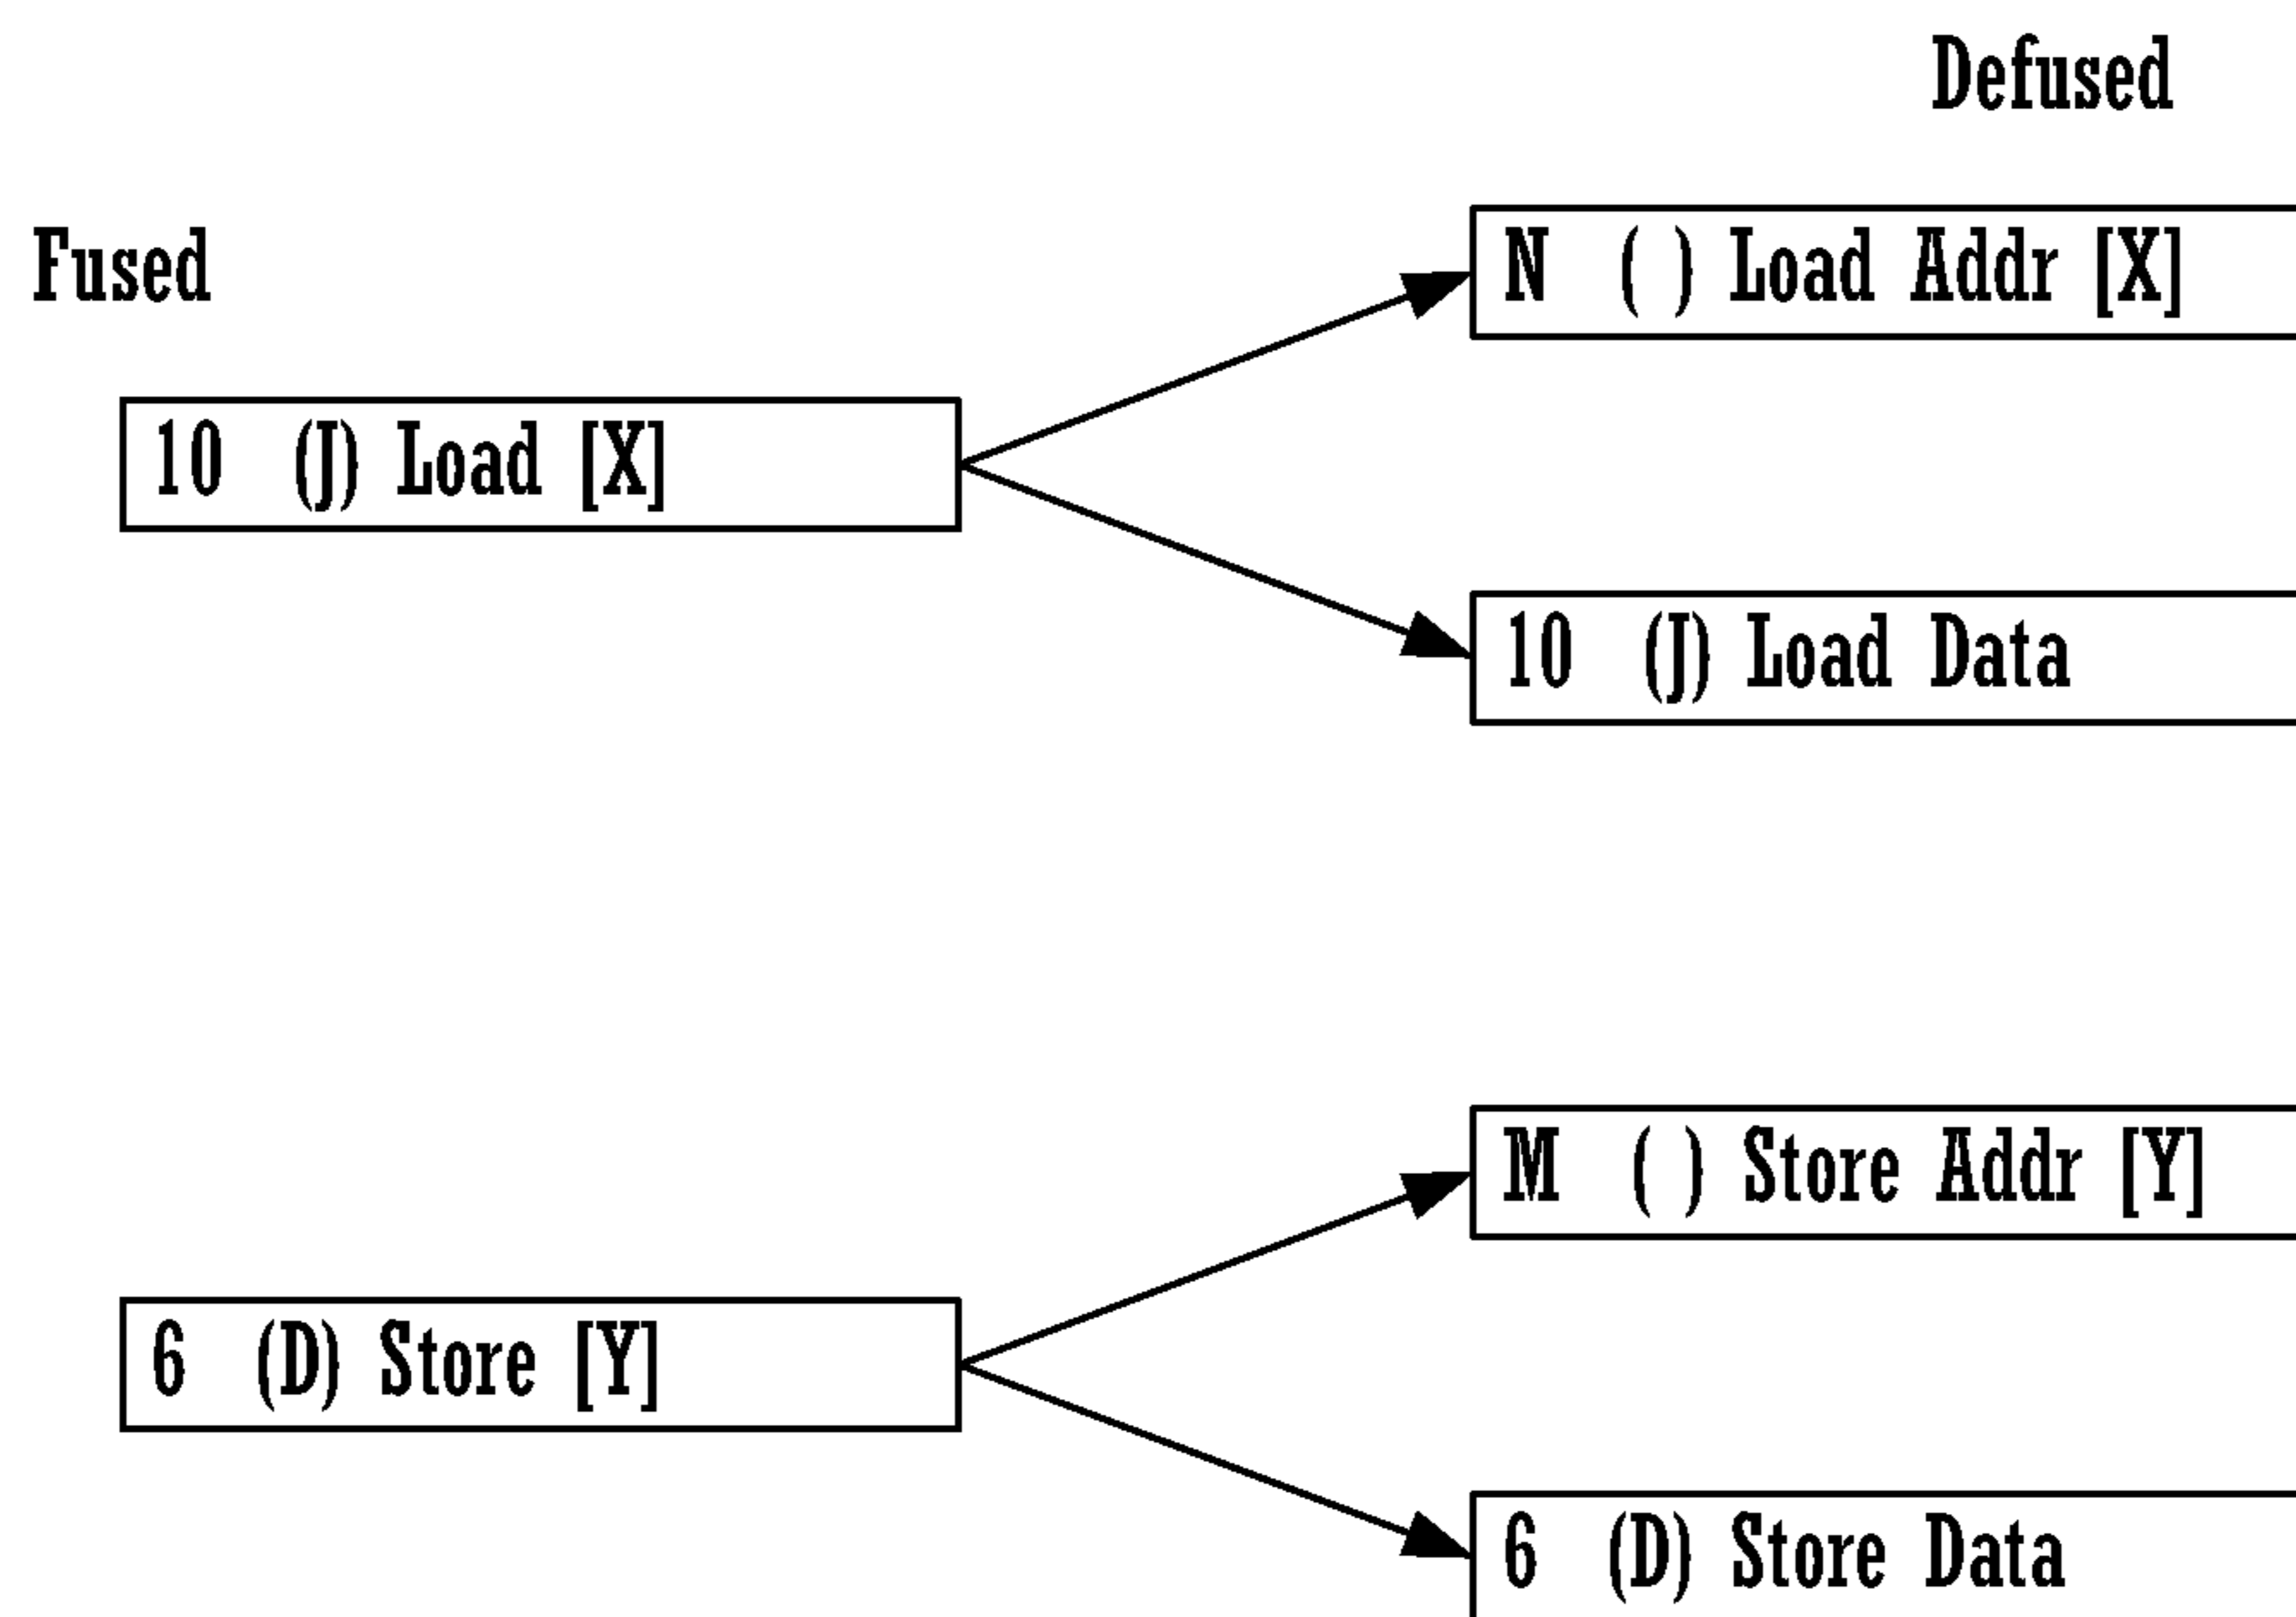 Defused
Fused
N ( ) Load Addr [X]
10 (J) Load [X]
10 (J) Load Data
M ( ) Store Addr [Y]
6 (D) Store [Y]
6 (D) Store Data